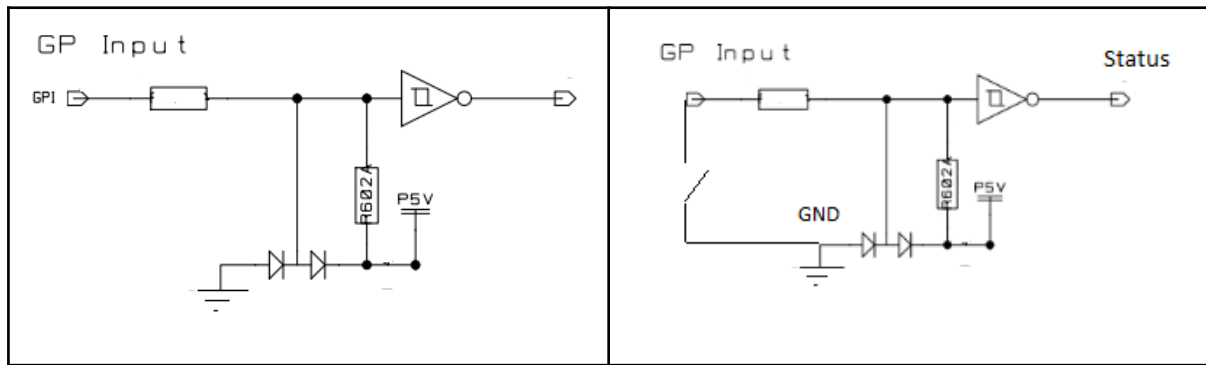 GP Input
GPI
R602A
P5V
GP Input
Status
R602A
P5V
GND